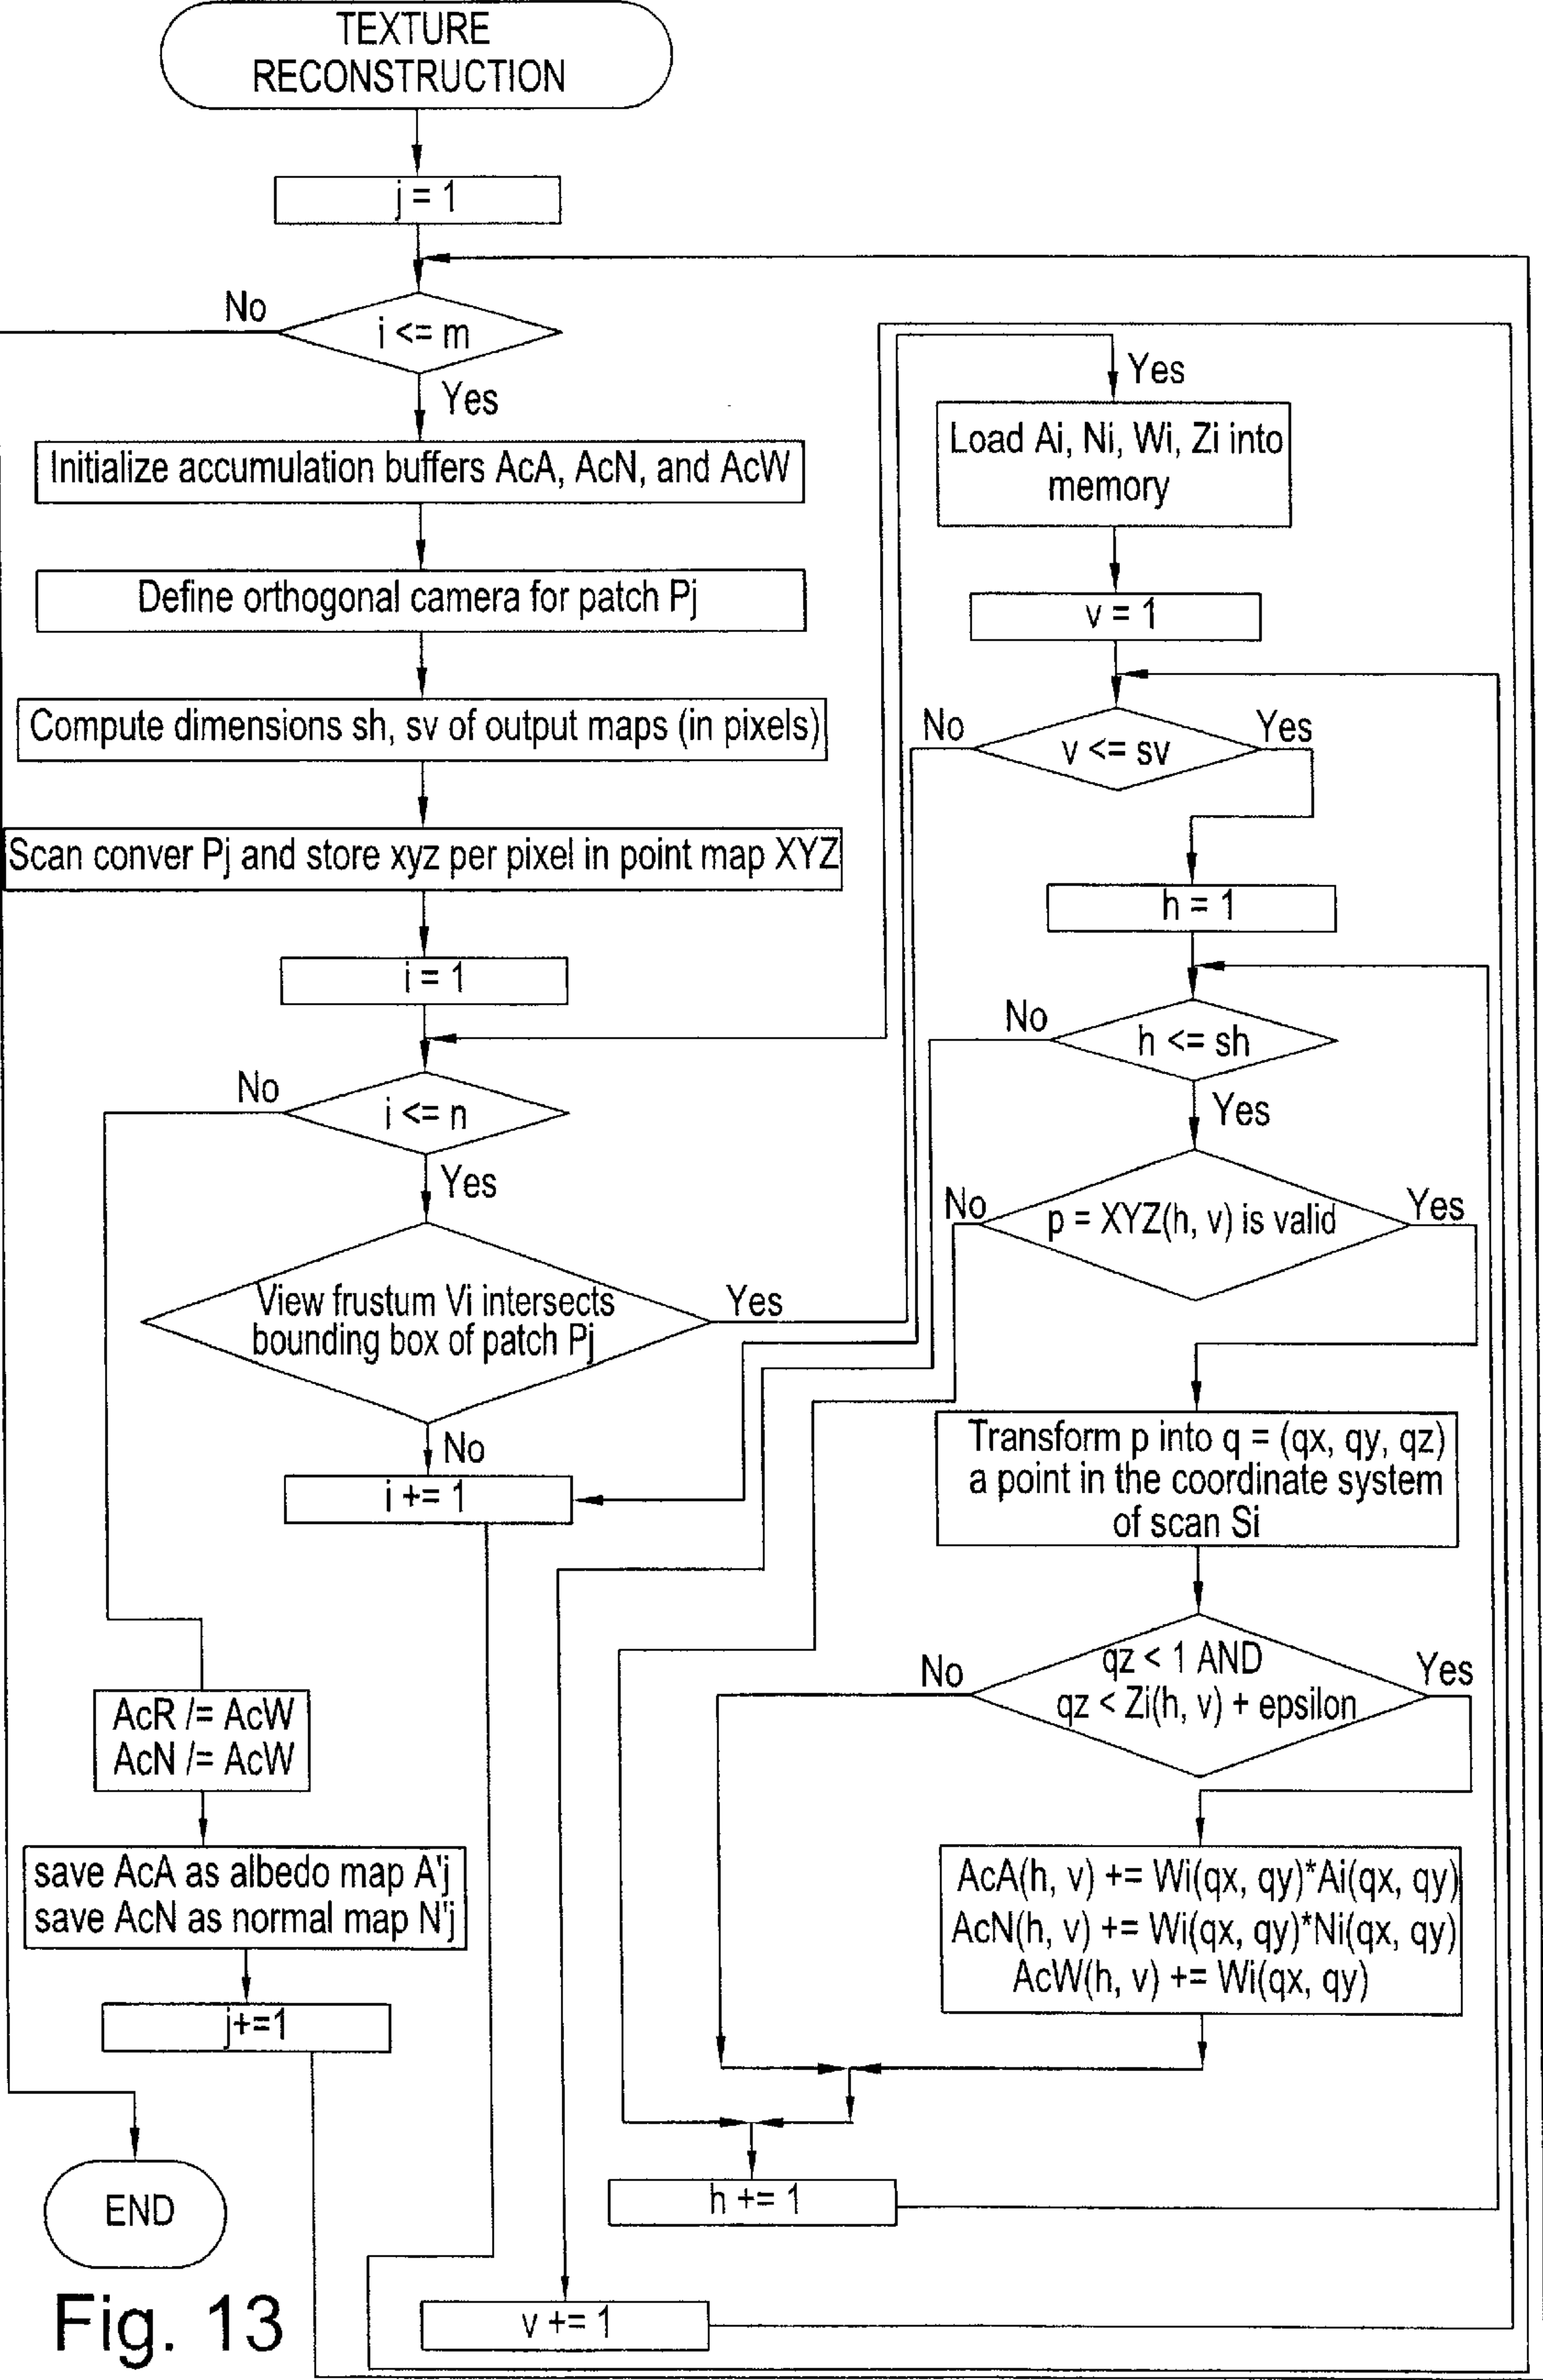 TEXTURE
RECONSTRUCTION
j = 1
No
i <= m
Yes
Initialize accumulation buffers AcA, AcN, and AcW
Define orthogonal camera for patch Pj
Compute dimensions sh, sv of output maps (in pixels)
Scan conver Pj and store xyz per pixel in point map XYZ
i = 1
No
i <= n
Yes
View frustum Vi intersects
bounding box of patch Pj
Yes
No
i += 1
AcR /= AcW
AcN /= AcW
save AcA as albedo map A'j
save AcN as normal map N'j
j+=1
END
Yes
Load Ai, Ni, Wi, Zi into
memory
v = 1
No
v <= sv
Yes
h = 1
No
h <= sh
Yes
No
p = XYZ(h, v) is valid
Yes
Transform p into q = (qx, qy, qz)
a point in the coordinate system
of scan Si
No
qz < 1 AND
qz < Zi(h, v) + epsilon
Yes
AcA(h, v) += Wi(qx, qy)*Ai(qx, qy)
AcN(h, v) += Wi(qx, qy)*Ni(qx, qy)
AcW(h, v) += Wi(qx, qy)
h += 1
v += 1
Fig. 13